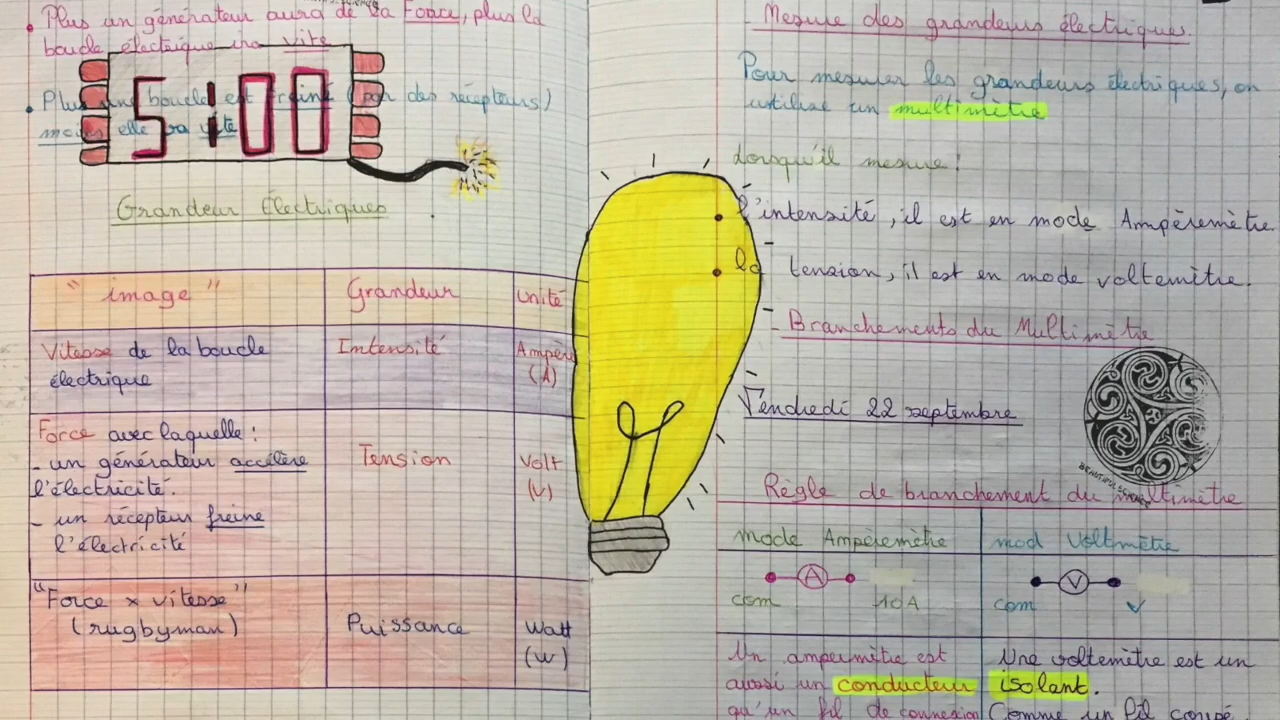 • Plus un générateur aura de la Force, plus la
boucle électrique ira vite
• Plus une boucle est freiné (par des récepteurs)
moins elle va vite
5:00
Grandeur Électriques
"image" Grandeur unité
Vitesse de la boucle
électrique
Intensité
Ampère
(A)
Force avec laquelle :
- un générateur accélère
l'électricité.
- un récepteur freine
l'électricité
Tension
Volt
(V)
"Force x vitesse"
(rugbyman)
Puissance
Watt
(W)
- Mesure des grandeurs électriques.
Pour mesurer les grandeurs électriques, on
utilise un multimètre
Lorsqu'il mesure :
• l'intensité, il est en mode Ampèremètre
• la tension, il est en mode voltemètre.
- Branchements du Multimètre
Vendredi 22 septembre
BEAUTIFUL SCIENCE
Règle de branchement du multimètre
mode Ampèremètre mod Voltmètre
A
com 10A
V
com V
Un ampermètre est
aussi un conducteur
qu'un fil de connexion
Une voltemètre est un
isolant.
Comme un fil coupé.